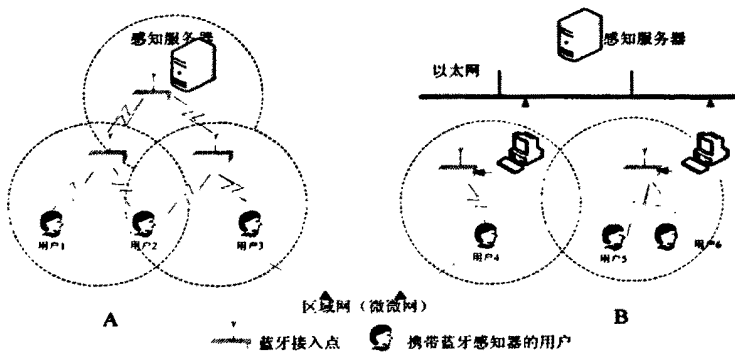 感知服务器
感知服务器
以太网
用户1
用户2
用户3
用户4
用户5
用户6
区域网（微微网）
A
B
蓝牙接入点
携带蓝牙感知器的用户